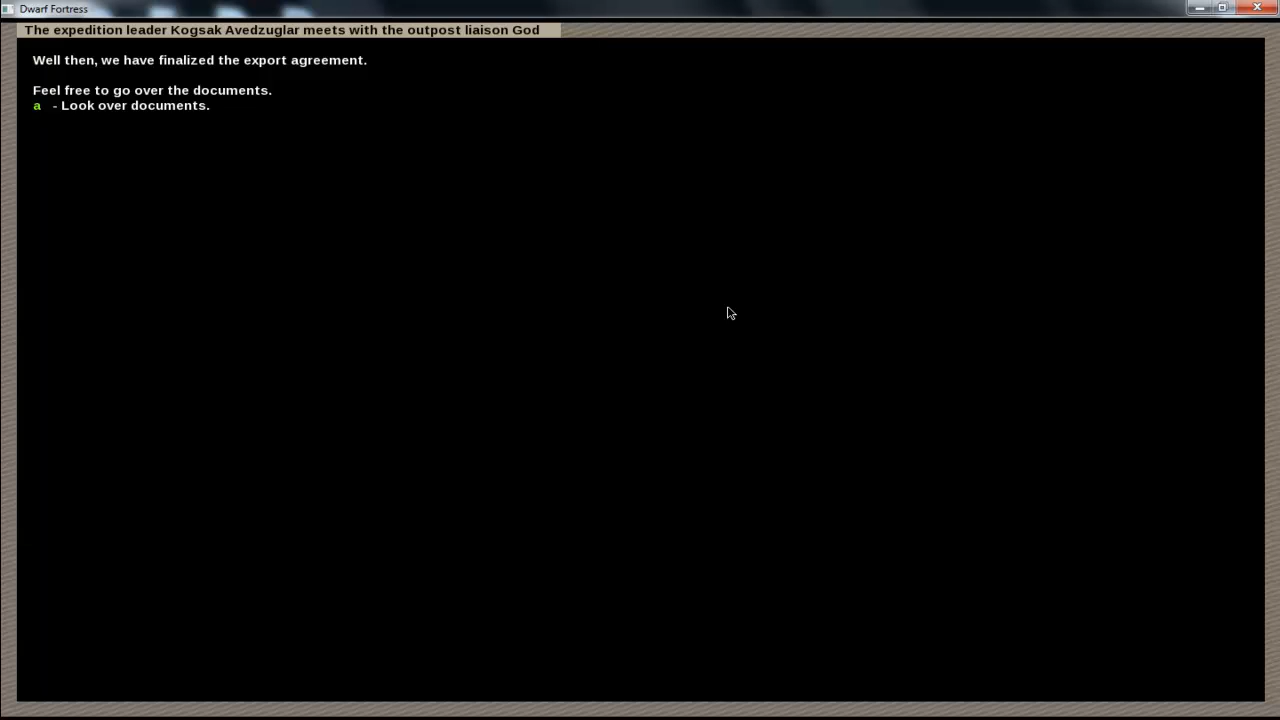 Dwarf Fortress
The expedition leader Kogsak Avedzuglar meets with the outpost liaison God
Well then, we have finalized the export agreement.
Feel free to go over the documents.
a - Look over documents.